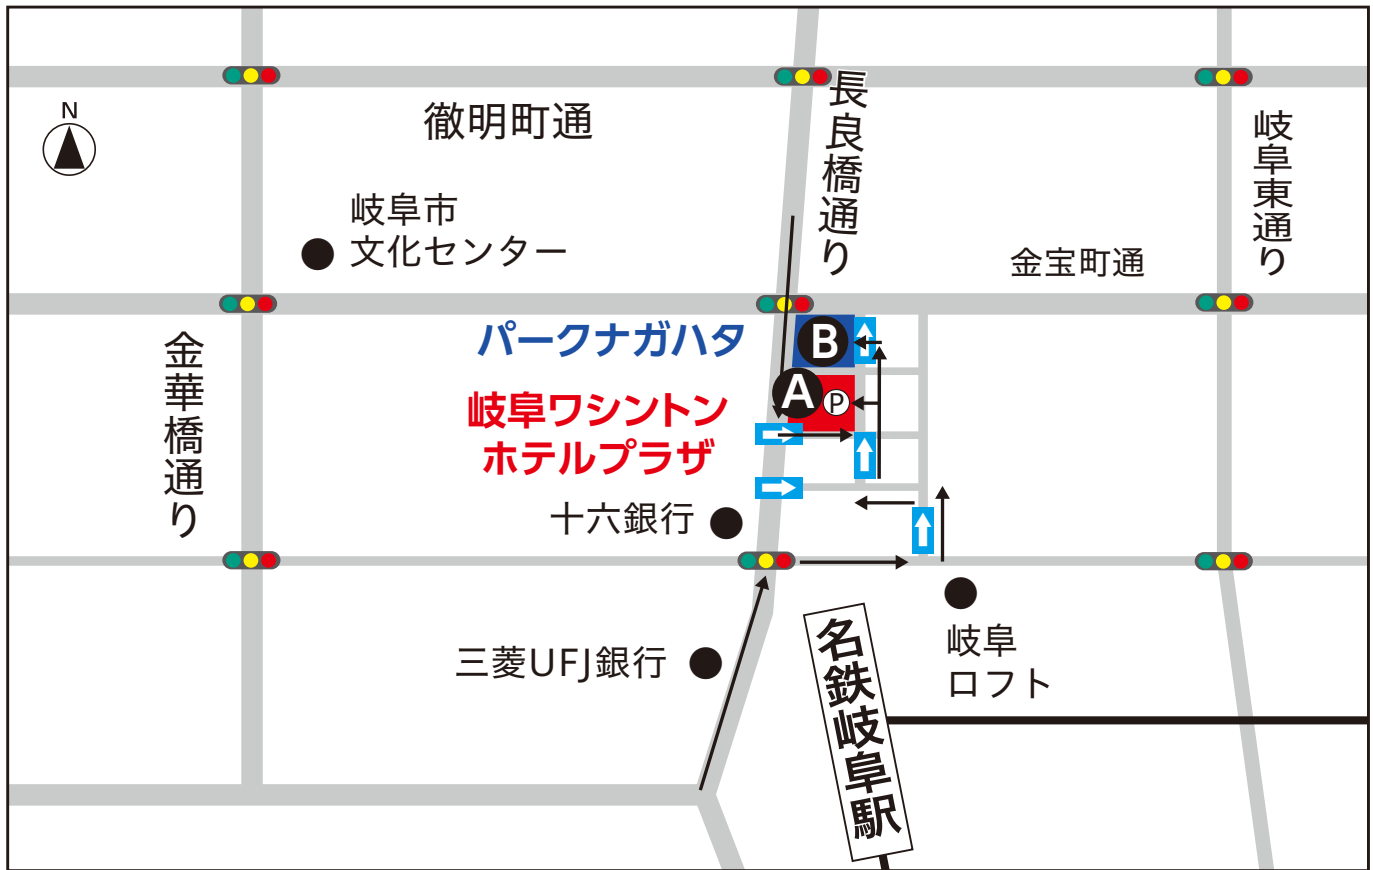 N
徹明町通
長良橋通り
岐阜東通り
岐阜市
文化センター
金宝町通
金華橋通り
パークナガハタ
B
岐阜ワシントン
ホテルプラザ
A
P
十六銀行
三菱UFJ銀行
名鉄岐阜駅
岐阜
ロフト